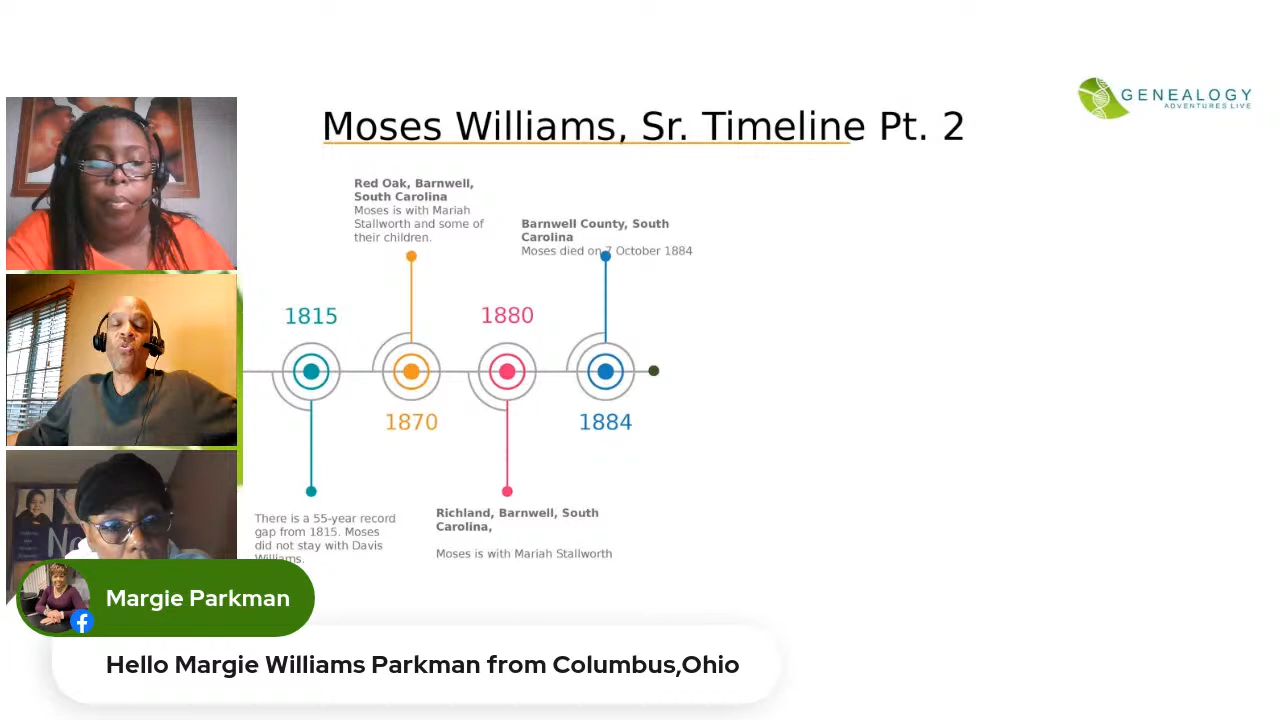 GENEALOGY
ADVENTURES LIVE
Moses Williams, Sr. Timeline Pt. 2
Red Oak, Barnwell,
South Carolina
Moses is with Mariah
Stallworth and some of
their children.
Barnwell County, South
Carolina
Moses died on 7 October 1884
1815
1880
1870
1884
There is a 55-year record
gap from 1815. Moses
did not stay with Davis
Williams.
Richland, Barnwell, South
Carolina,
Moses is with Mariah Stallworth
Margie Parkman
Hello Margie Williams Parkman from Columbus,Ohio